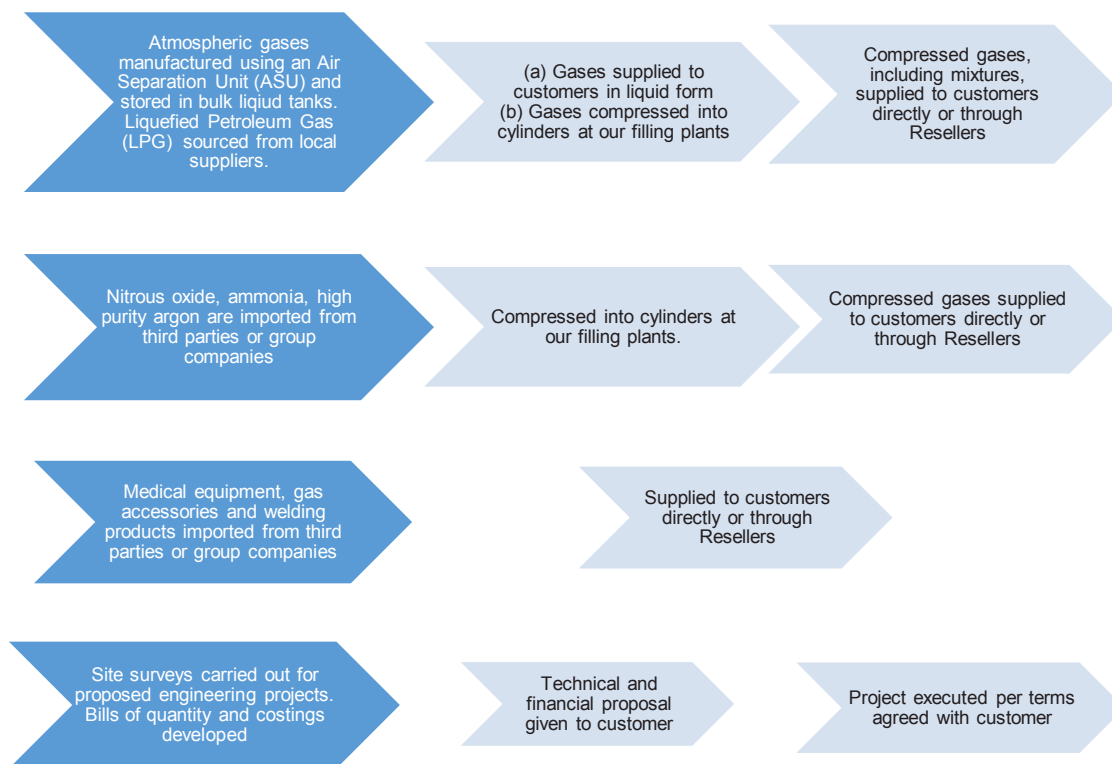 Atmospheric gases
manufactured using an Air
Separation Unit (ASU) and
stored in bulk liqiud tanks.
Liquefied Petroleum Gas
(LPG) sourced from local
suppliers.
(a) Gases supplied to
customers in liquid form
(b) Gases compressed into
cylinders at our filling plants
Compressed gases,
including mixtures,
supplied to customers
directly or through
Resellers
Nitrous oxide, ammonia, high
purity argon are imported from
third parties or group
companies
Compressed into cylinders at
our filling plants.
Compressed gases supplied
to customers directly or
through Resellers
Medical equipment, gas
accessories and welding
products imported from third
parties or group companies
Supplied to customers
directly or through
Resellers
Site surveys carried out for
proposed engineering projects.
Bills of quantity and costings
developed
Technical and
financial proposal
given to customer
Project executed per terms
agreed with customer